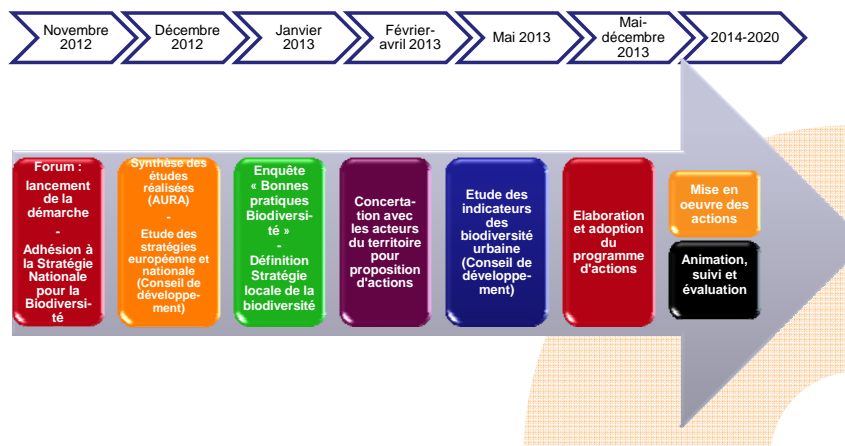 Novembre
2012
Décembre
2012
Janvier
2013
Février-
avril 2013
Mai 2013
Mai-
décembre
2013
2014-2020
Forum :
lancement
de la
démarche
-
Adhésion à
la Stratégie
Nationale
pour la
Biodiversi-
té
Synthèse des
études
réalisées
(AURA)
-
Etude des
stratégies
européenne et
nationale
(Conseil de
développe-
ment)
Enquête
« Bonnes
pratiques
Biodiversi-
té »
-
Définition
Stratégie
locale de la
biodiversité
Concerta-
tion avec
les acteurs
du territoire
pour
proposition
d'actions
Etude des
indicateurs
des
biodiversité
urbaine
(Conseil de
développe-
ment)
Elaboration
et adoption
du
programme
d'actions
Mise en
oeuvre des
actions
Animation,
suivi et
évaluation